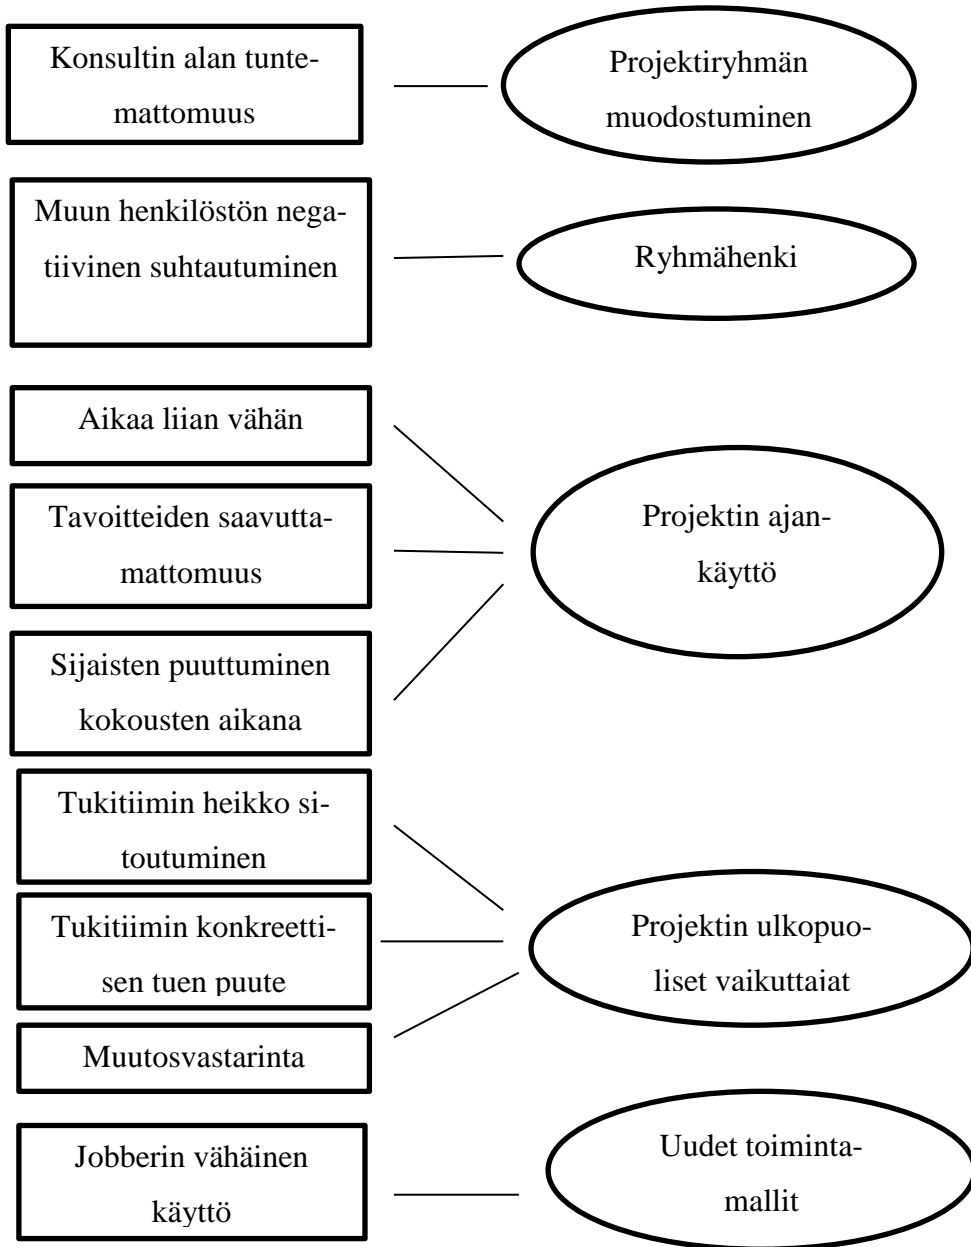 Konsultin alan tunte-
mattomuus
Projektiryhmän
muodostuminen
Muun henkilöstön nega-
tiivinen suhtautuminen
Ryhmähenki
Aikaa liian vähän
Tavoitteiden saavutta-
mattomuus
Sijaisten puuttuminen
kokousten aikana
Projektin ajan-
käyttö
Tukitiimin heikko si-
toutuminen
Tukitiimin konkreetti-
sen tuen puute
Muutosvastarinta
Projektin ulkopuo-
liset vaikuttajat
Jobberin vähäinen
käyttö
Uudet toiminta-
mallit